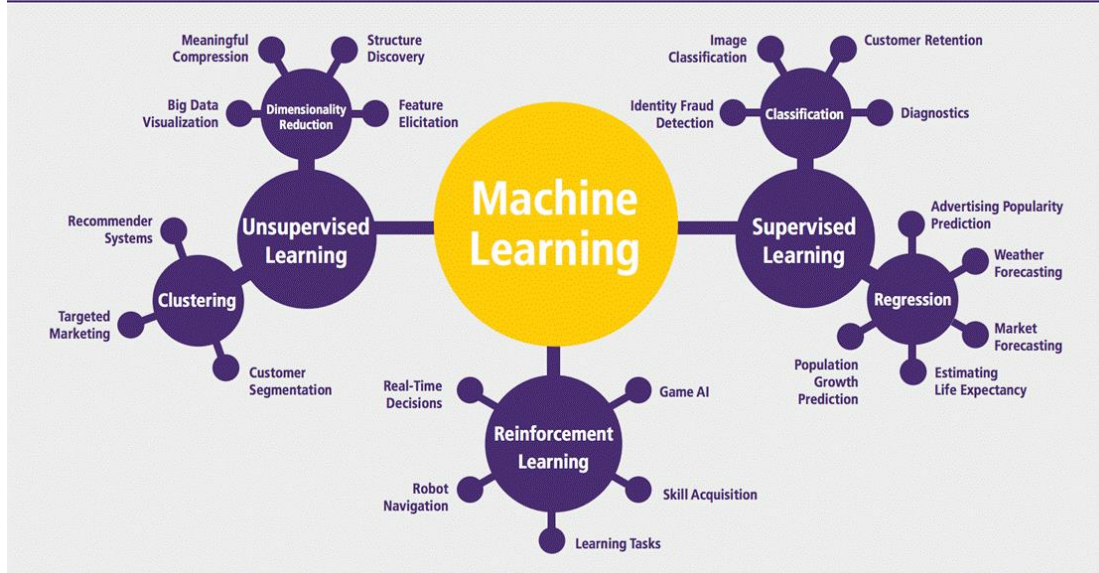 Machine
Learning
Unsupervised
Learning
Dimensionality
Reduction
Meaningful
Compression
Structure
Discovery
Big Data
Visualization
Feature
Elicitation
Clustering
Recommender
Systems
Targeted
Marketing
Customer
Segmentation
Supervised
Learning
Classification
Image
Classification
Customer Retention
Identity Fraud
Detection
Diagnostics
Regression
Advertising Popularity
Prediction
Weather
Forecasting
Market
Forecasting
Estimating
Life Expectancy
Population
Growth
Prediction
Reinforcement
Learning
Real-Time
Decisions
Game AI
Robot
Navigation
Skill Acquisition
Learning Tasks